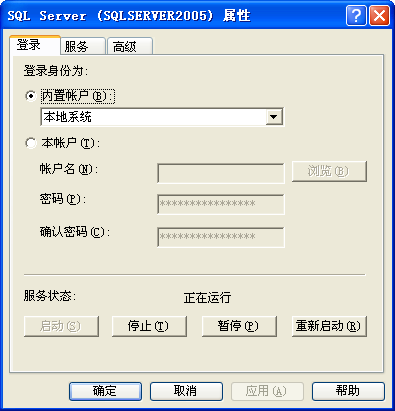 SQL Server (SQLSERVER2005) 属性
登录 服务 高级
登录身份为:
内置帐户(B):
本地系统
本帐户(T):
帐户名(N): 浏览(B)
密码(P): ***************
确认密码(C): ***************
服务状态: 正在运行
启动(S) 停止(T) 暂停(P) 重新启动(R)
确定 取消 应用(A) 帮助